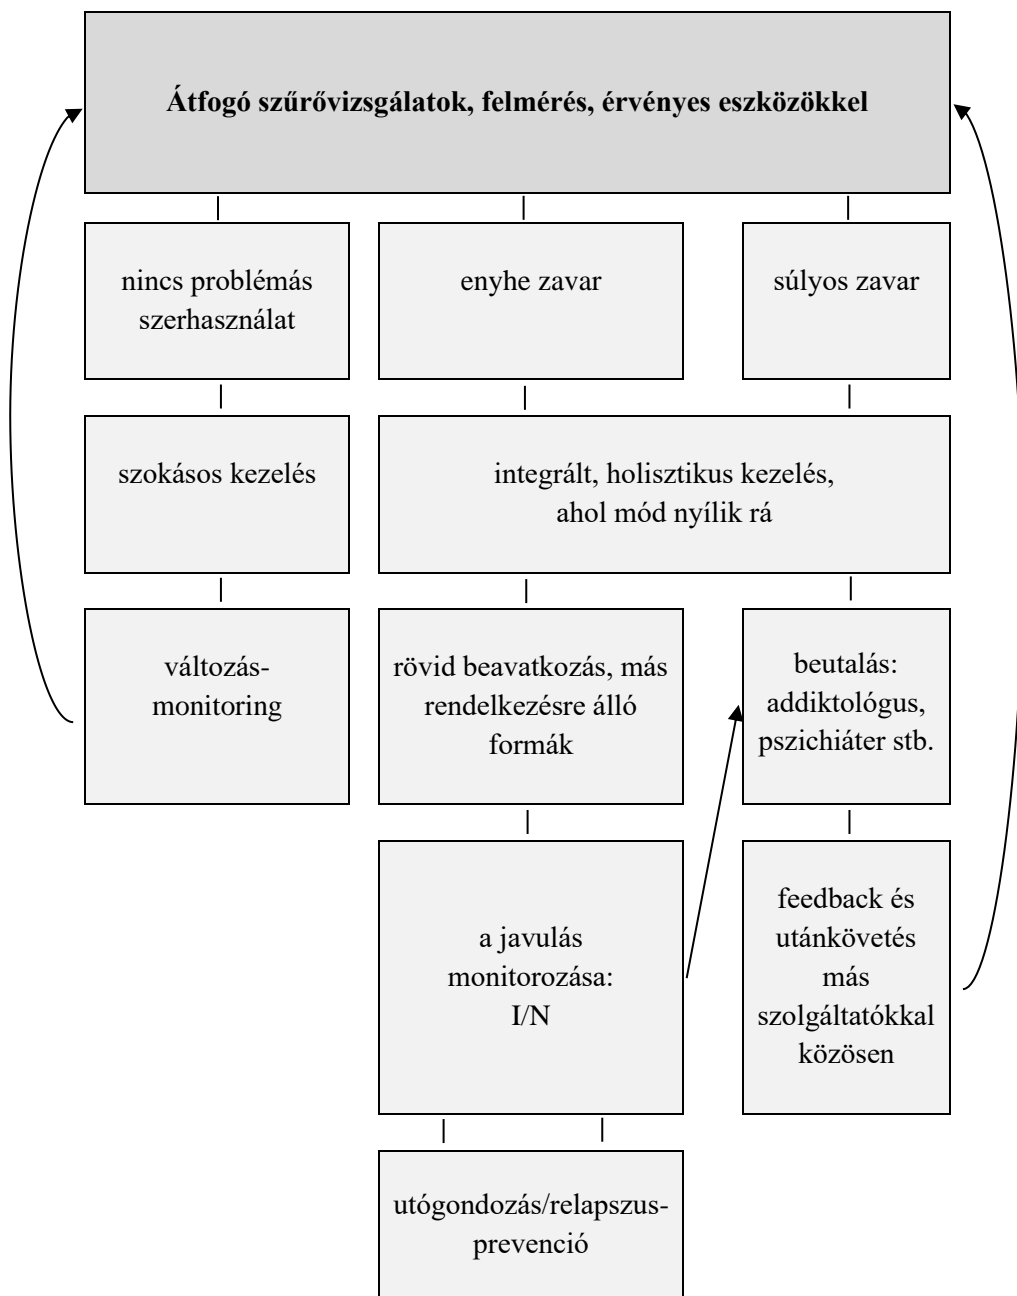 Átfogó szűrővizsgálatok, felmérés, érvényes eszközökkel
nincs problémás
szerhasználat
enyhe zavar
súlyos zavar
szokásos kezelés
integrált, holisztikus kezelés,
ahol mód nyílik rá
változás-
monitoring
rövid beavatkozás, más
rendelkezésre álló
formák
beutalás:
addiktológus,
pszichiáter stb.
a javulás
monitorozása:
I/N
feedback és
utánkövetés
más
szolgáltatókkal
közösen
utógondozás/relapszus-
prevenció